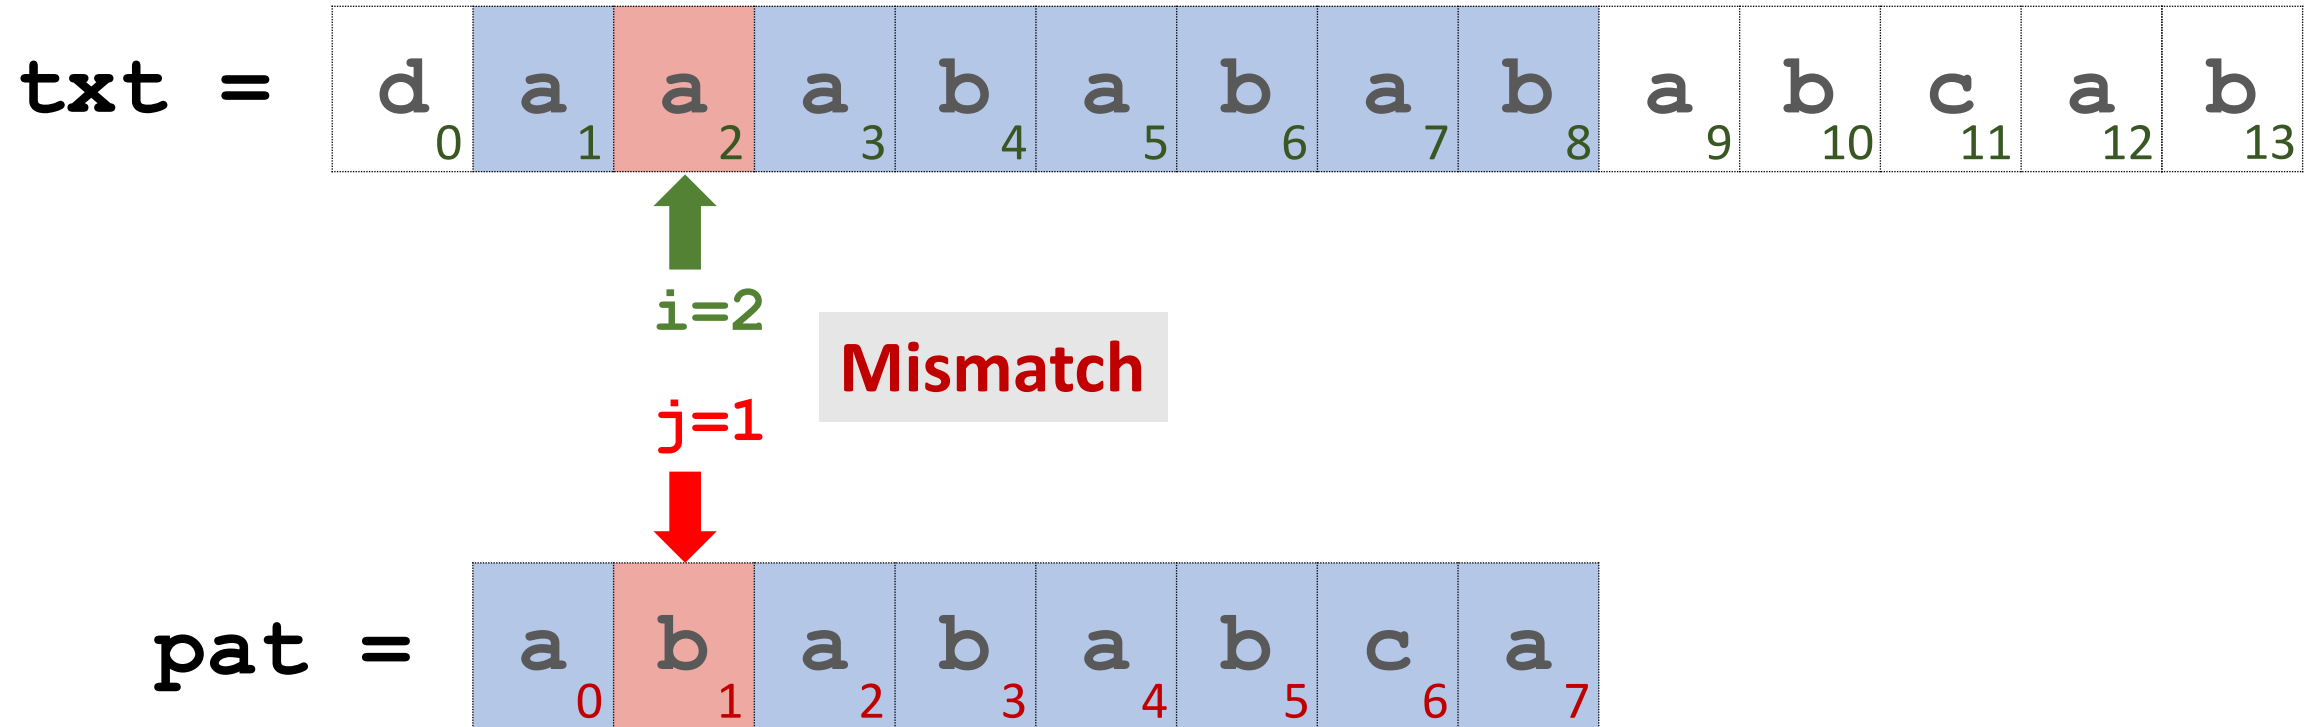 txt = d a a a b a b a b a b c a b
0 1 2 3 4 5 6 7 8 9 10 11 12 13
i=2
Mismatch
j=1
pat = a b a b a b c a
0 1 2 3 4 5 6 7